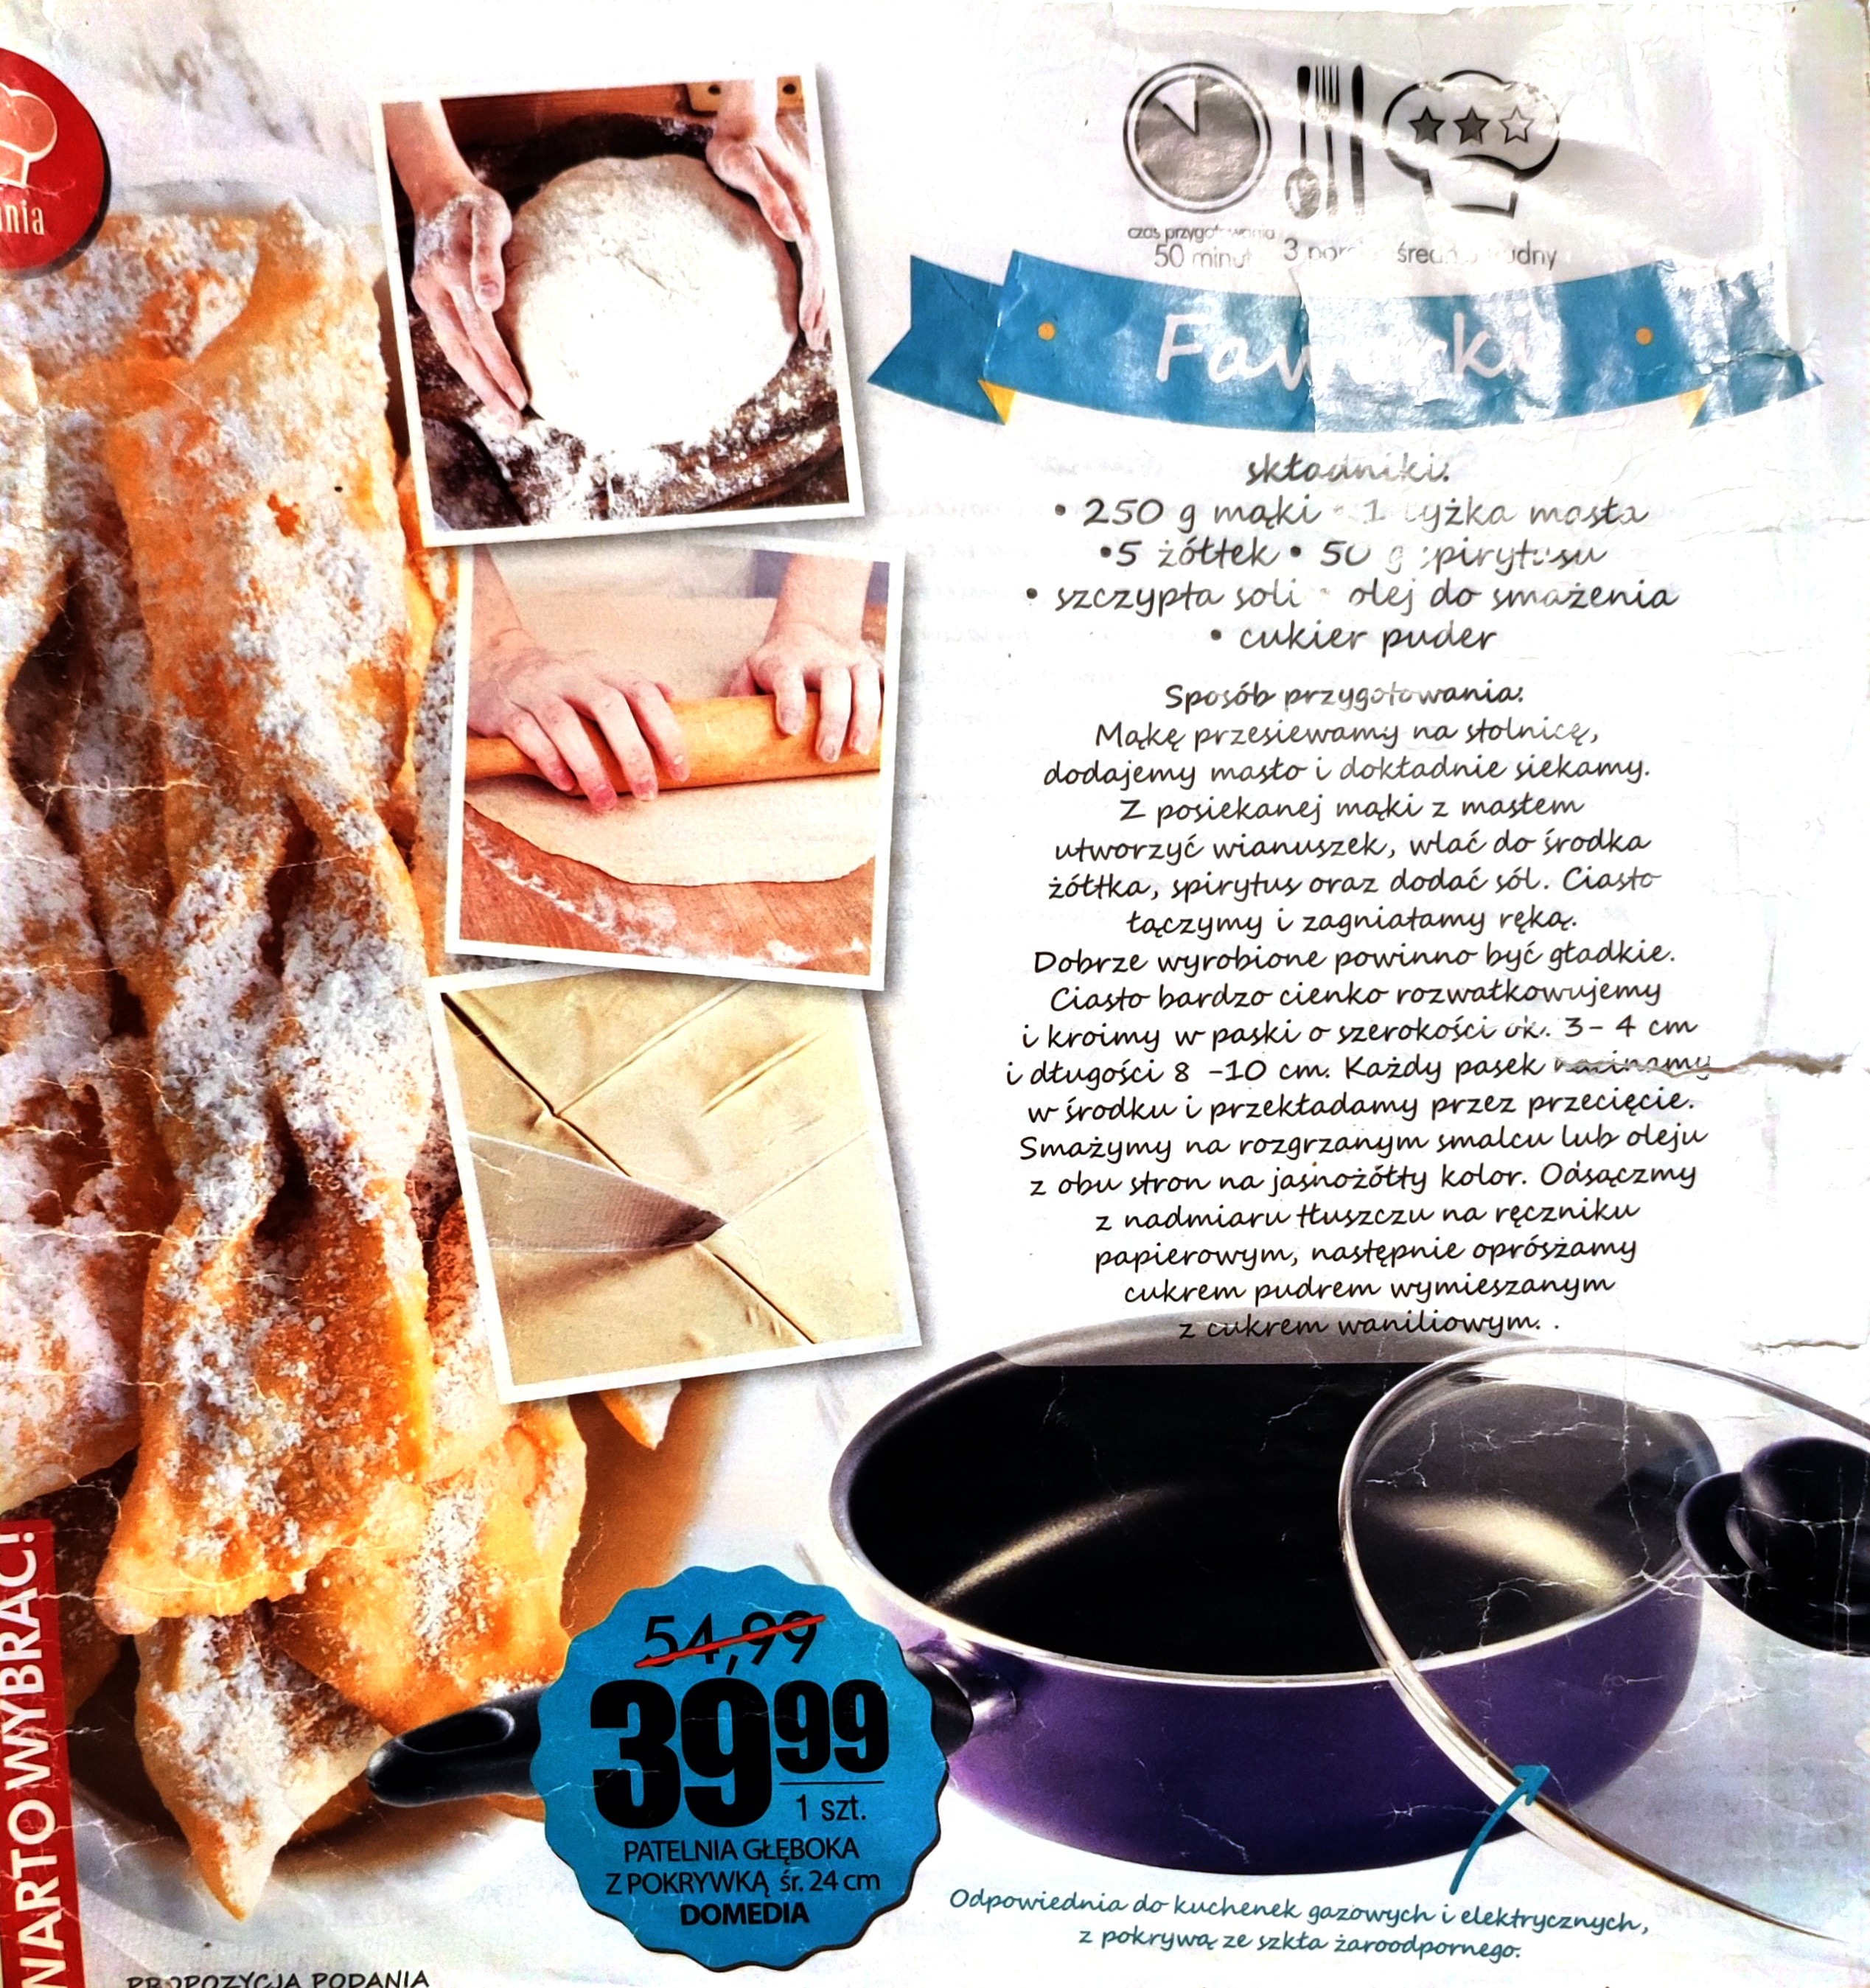 nia
czas przygotowania
50 minut 3
Faworki
składniki:
• 250 g mąki • 1 łyżka masła
• 5 żółtek • 50 g spirytusu
• szczypta soli • olej do smażenia
• cukier puder
Sposób przygotowania:
Mąkę przesiewamy na stolnicę,
dodajemy masło i dokładnie siekamy.
Z posiekanej mąki z masłem
utworzyć wianuszek, wlać do środka
żółtka, spirytus oraz dodać sól. Ciasto
łączymy i zagniatamy ręką.
Dobrze wyrobione powinno być gładkie.
Ciasto bardzo cienko rozwałkowujemy
i kroimy w paski o szerokości ok. 3- 4 cm
i długości 8 -10 cm. Każdy pasek nacinamy
w środku i przekładamy przez przecięcie.
Smażymy na rozgrzanym smalcu lub oleju
z obu stron na jasnożółty kolor. Odsączmy
z nadmiaru tłuszczu na ręczniku
papierowym, następnie oprószamy
cukrem pudrem wymieszanym
z cukrem waniliowym. .
WARTO WYBRAĆ!
54,99
39 99
1 szt.
PATELNIA GŁĘBOKA
Z POKRYWKĄ śr. 24 cm
DOMEDIA
Odpowiednia do kuchenek gazowych i elektrycznych,
z pokrywą ze szkła żaroodpornego.
PROPOZYCJA PODANIA